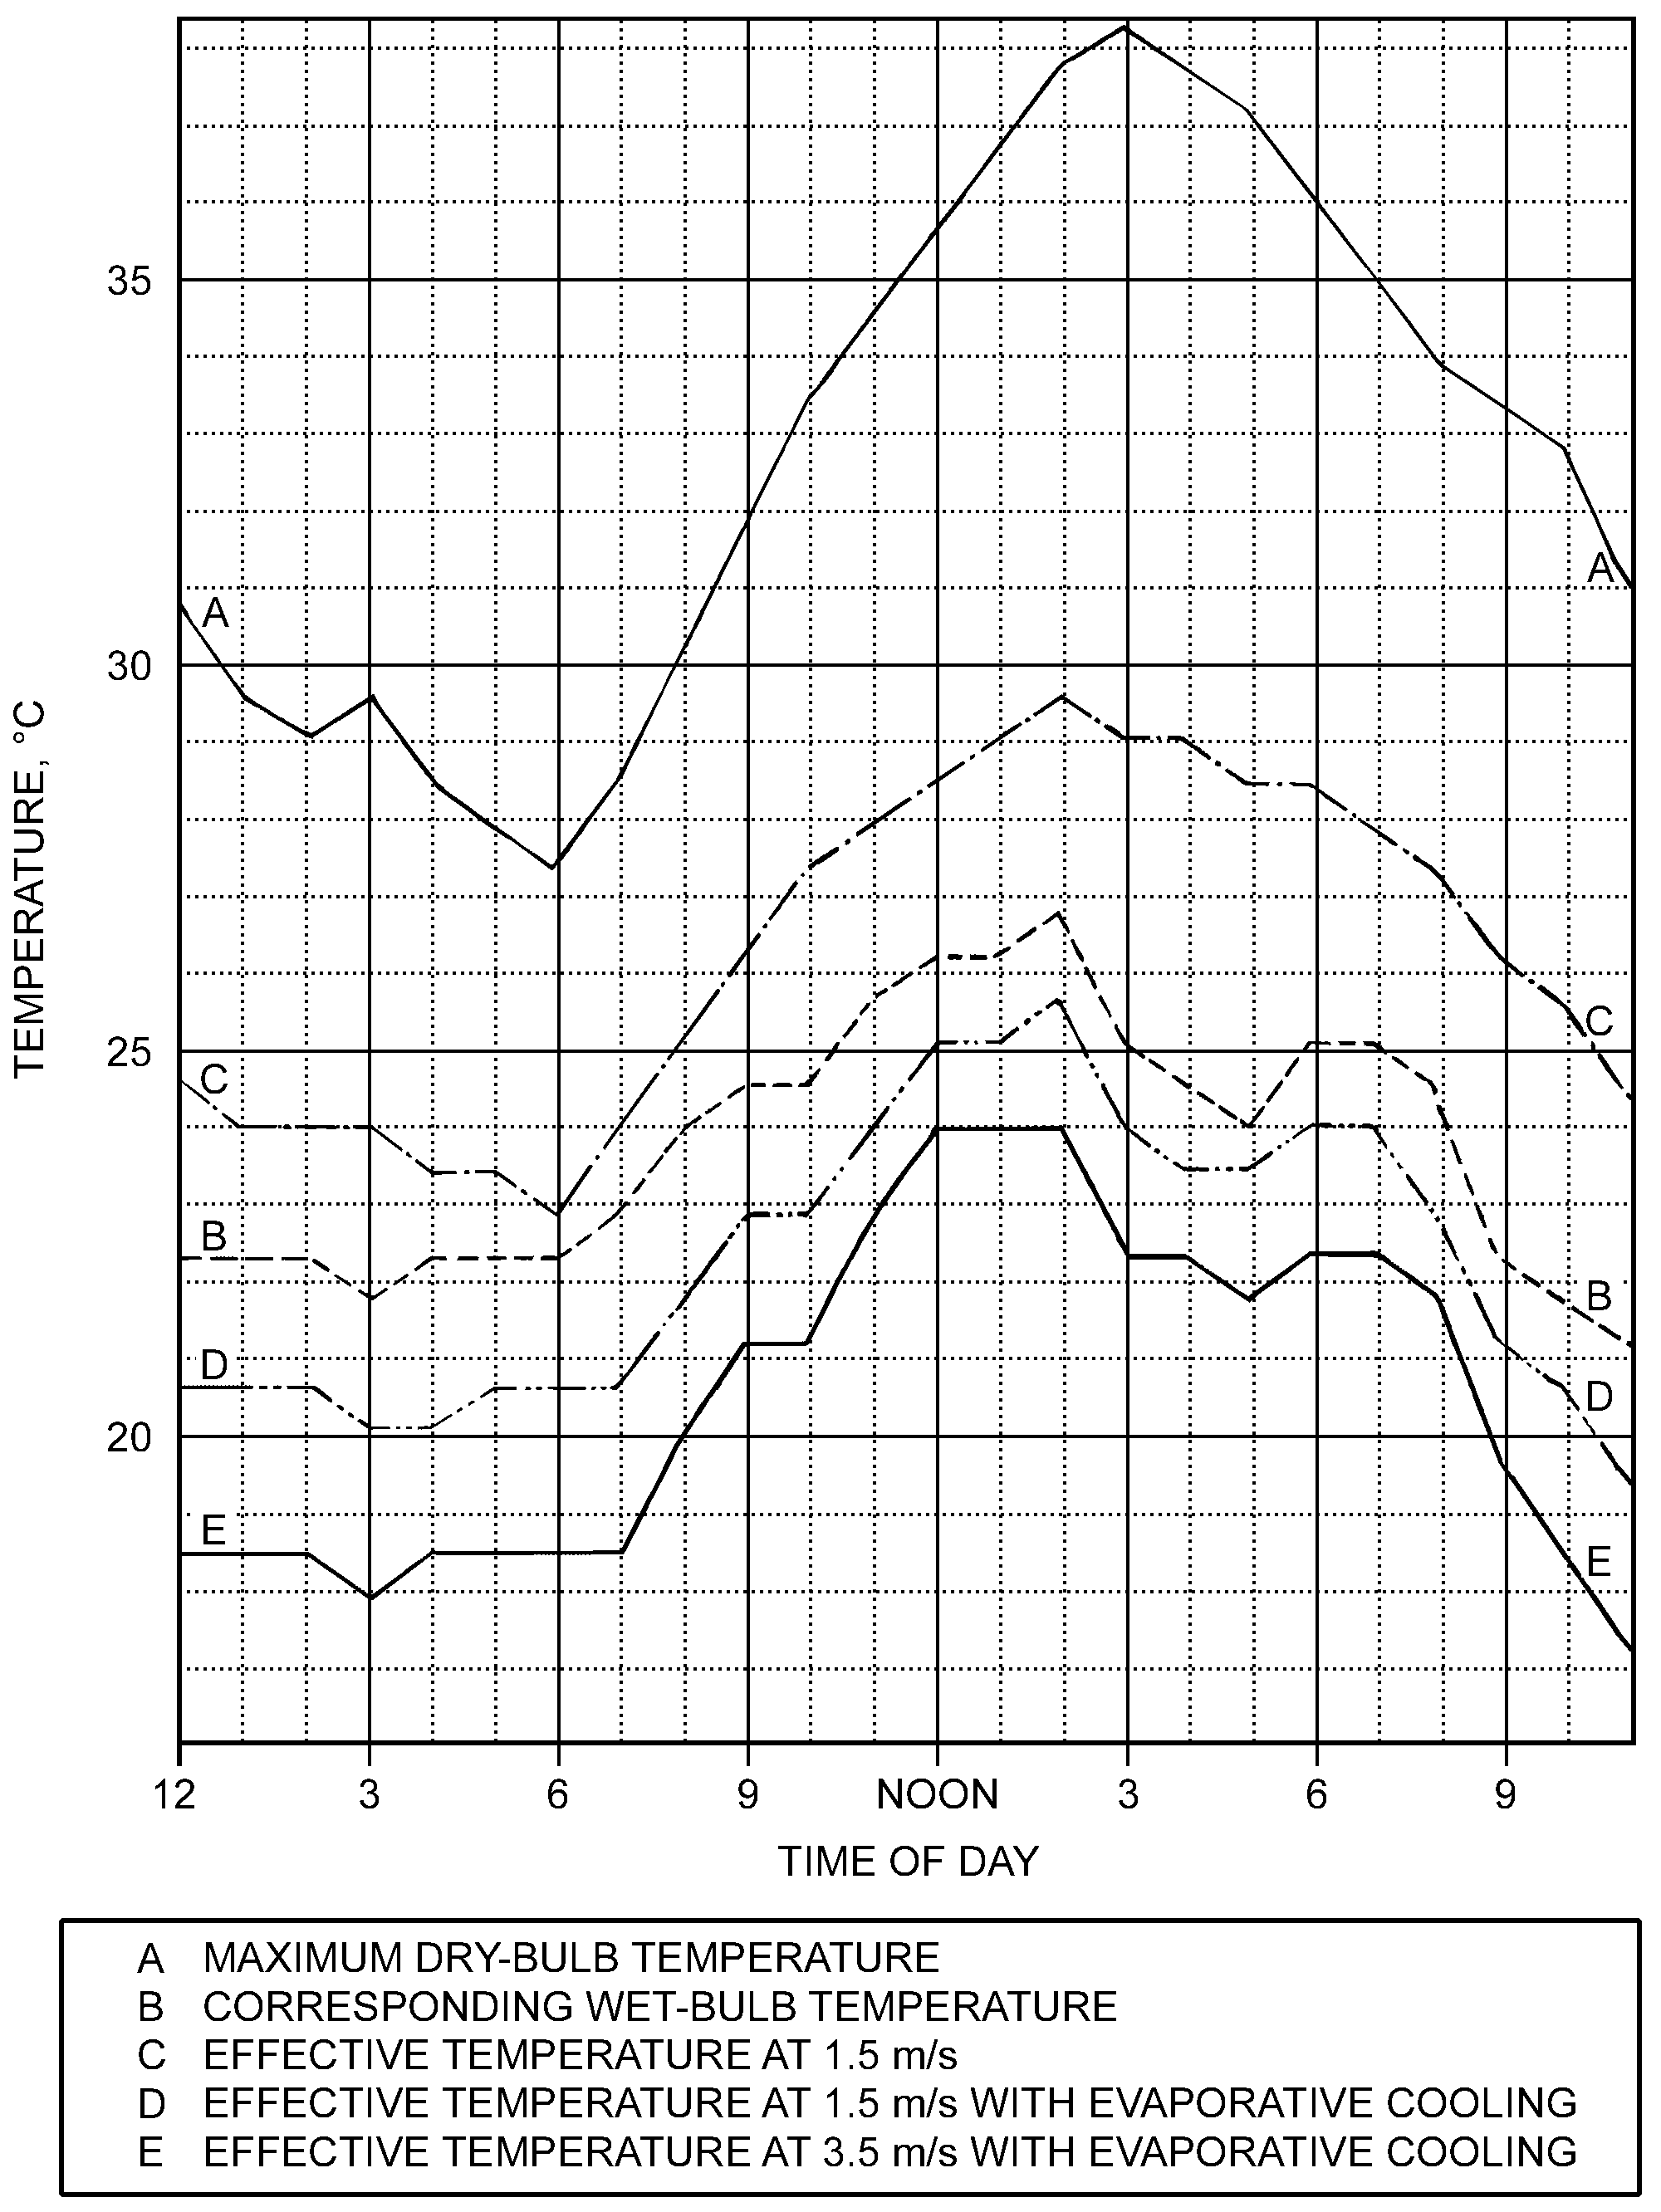 A
A
35
30
TEMPERATURE, °C
C
C
25
B
B
D
D
20
E
E
12 3 6 9 NOON 3 6 9
TIME OF DAY
A MAXIMUM DRY-BULB TEMPERATURE
B CORRESPONDING WET-BULB TEMPERATURE
C EFFECTIVE TEMPERATURE AT 1.5 m/s
D EFFECTIVE TEMPERATURE AT 1.5 m/s WITH EVAPORATIVE COOLING
E EFFECTIVE TEMPERATURE AT 3.5 m/s WITH EVAPORATIVE COOLING